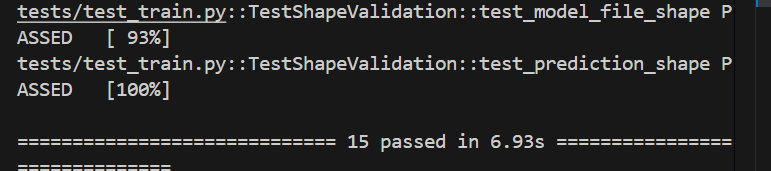 tests/test_train.py::TestShapeValidation::test_model_file_shape P
ASSED   [ 93%]
tests/test_train.py::TestShapeValidation::test_prediction_shape P
ASSED   [100%]
============================= 15 passed in 6.93s ================
==============